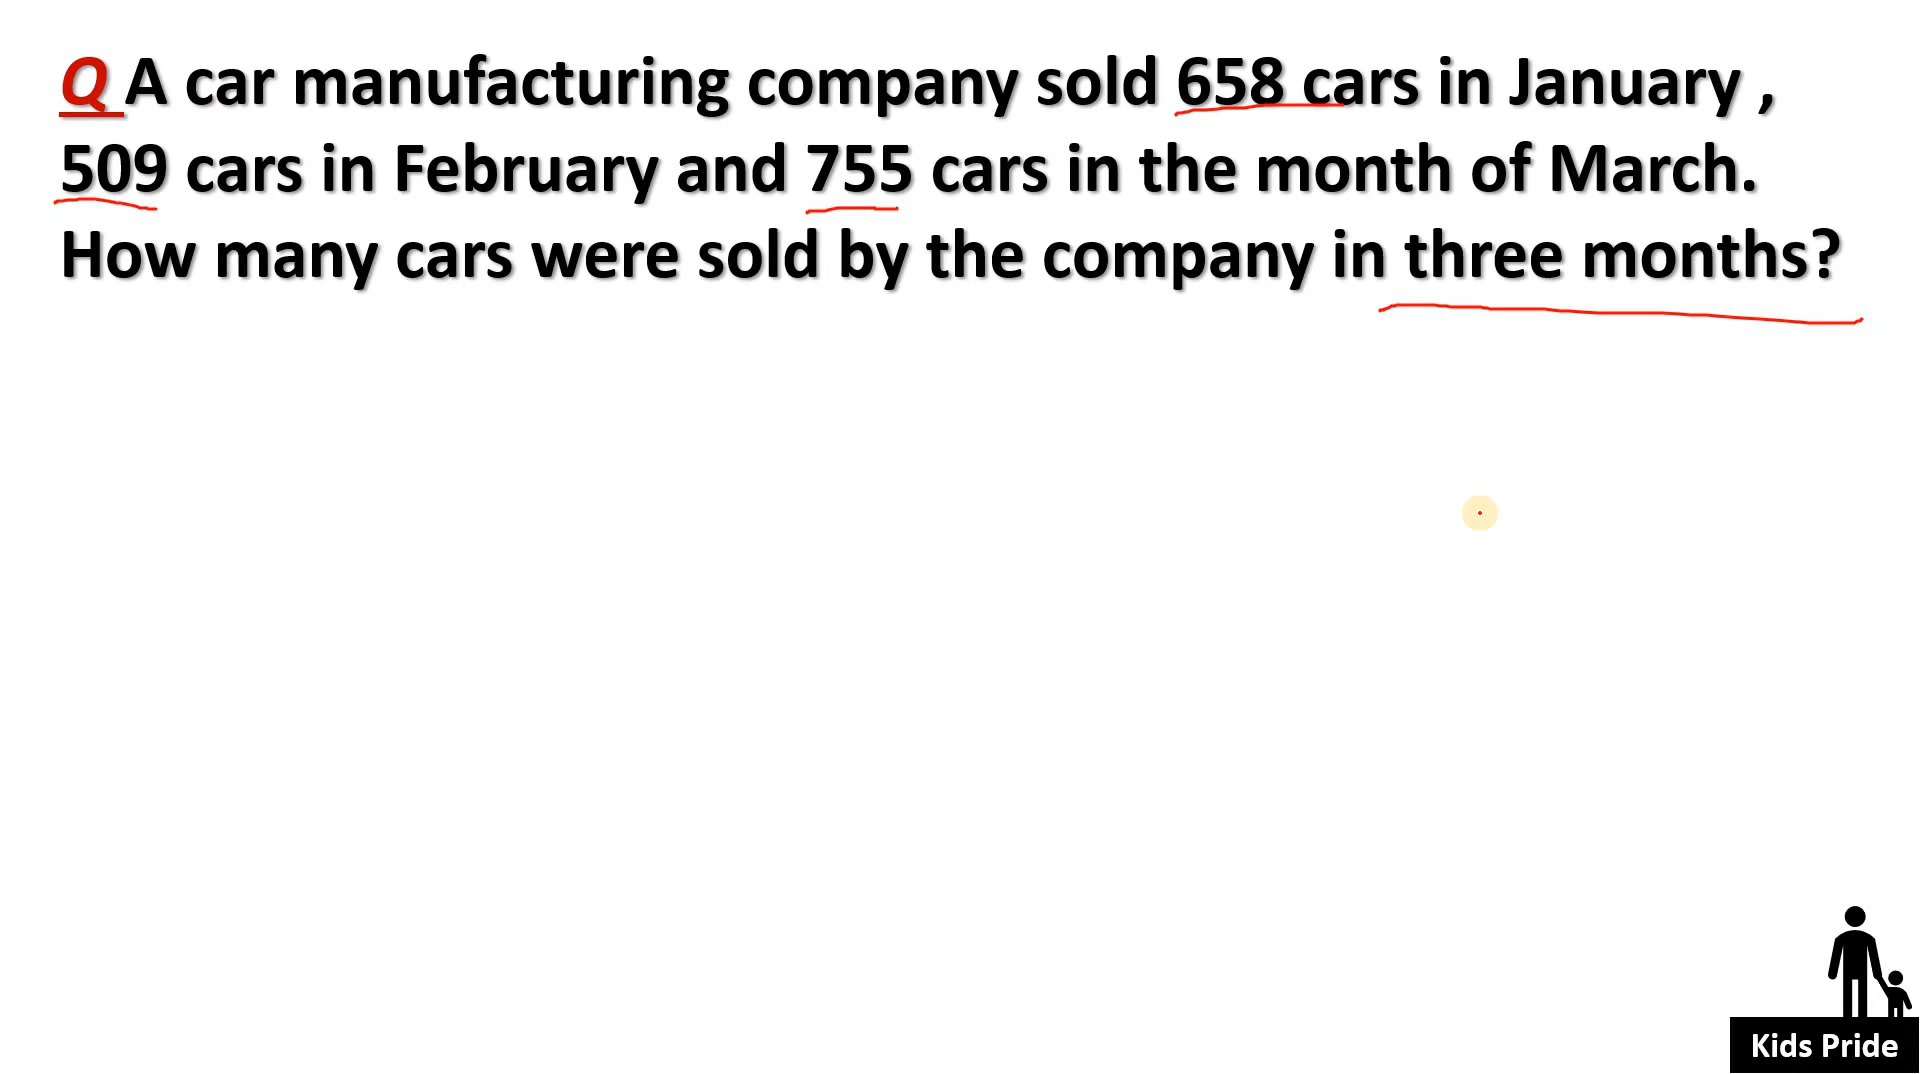 Q A car manufacturing company sold 658 cars in January ,
509 cars in February and 755 cars in the month of March.
How many cars were sold by the company in three months?
Kids Pride